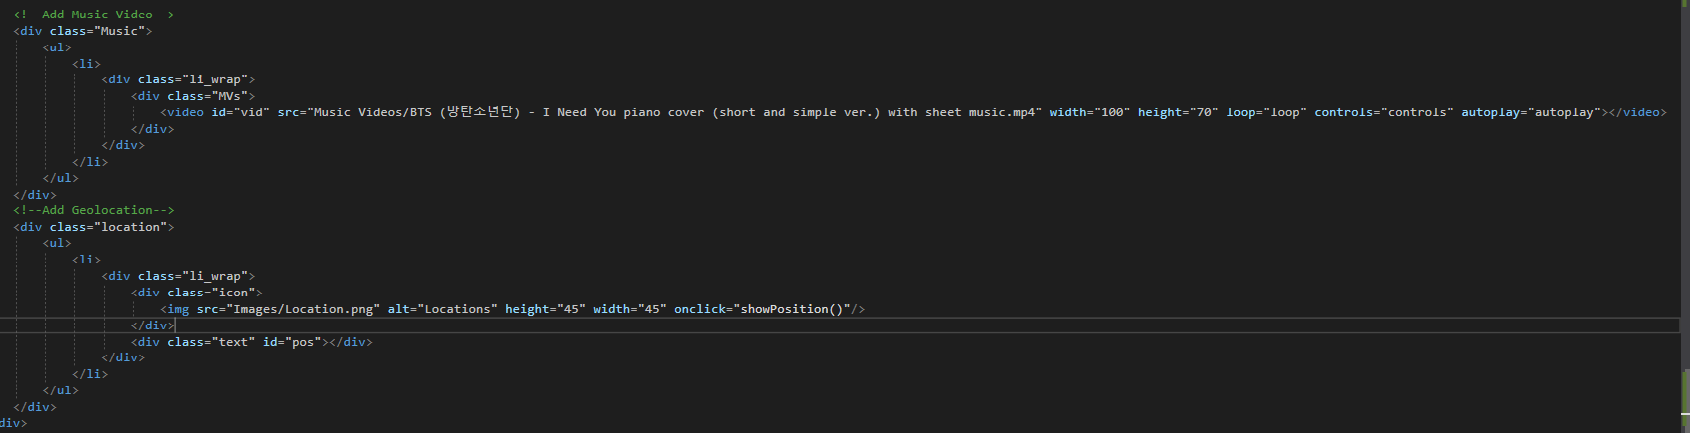 <! Add Music Video >
<div class="Music">
<ul>
<li>
<div class="li_wrap">
<div class="MVs">
<video id="vid" src="Music Videos/BTS (방탄소년단) - I Need You piano cover (short and simple ver.) with sheet music.mp4" width="100" height="70" loop="loop" controls="controls" autoplay="autoplay"></video>
</div>
</div>
</li>
</ul>
</div>
<!--Add Geolocation-->
<div class="location">
<ul>
<li>
<div class="li_wrap">
<div class="icon">
<img src="Images/Location.png" alt="Locations" height="45" width="45" onclick="showPosition()"/>
</div>
<div class="text" id="pos"></div>
</div>
</li>
</ul>
</div>
div>